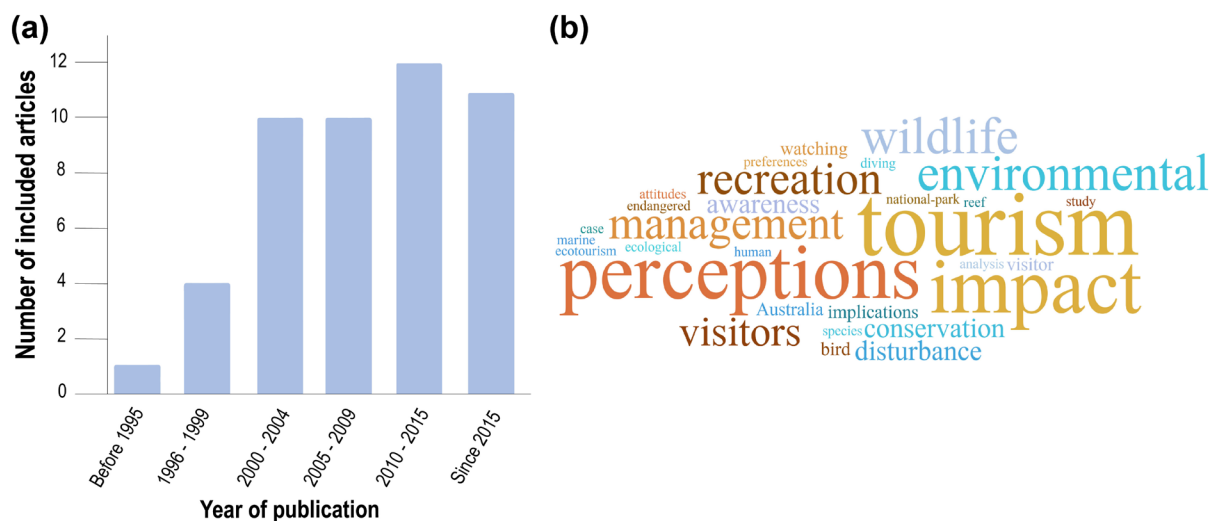 (a)
Number of included articles
12
10
8
6
4
2
0
Before 1995
1996 - 1999
2000 - 2004
2005 - 2009
2010 - 2015
Since 2015
Year of publication
(b)
wildlife
watching
preferences
diving
recreation
environmental
attitudes
endangered
awareness
national-park
reef
study
case
management
tourism
marine
ecological
ecotourism
human
perceptions
impact
analysis
visitor
Australia
implications
visitors
species
conservation
bird
disturbance